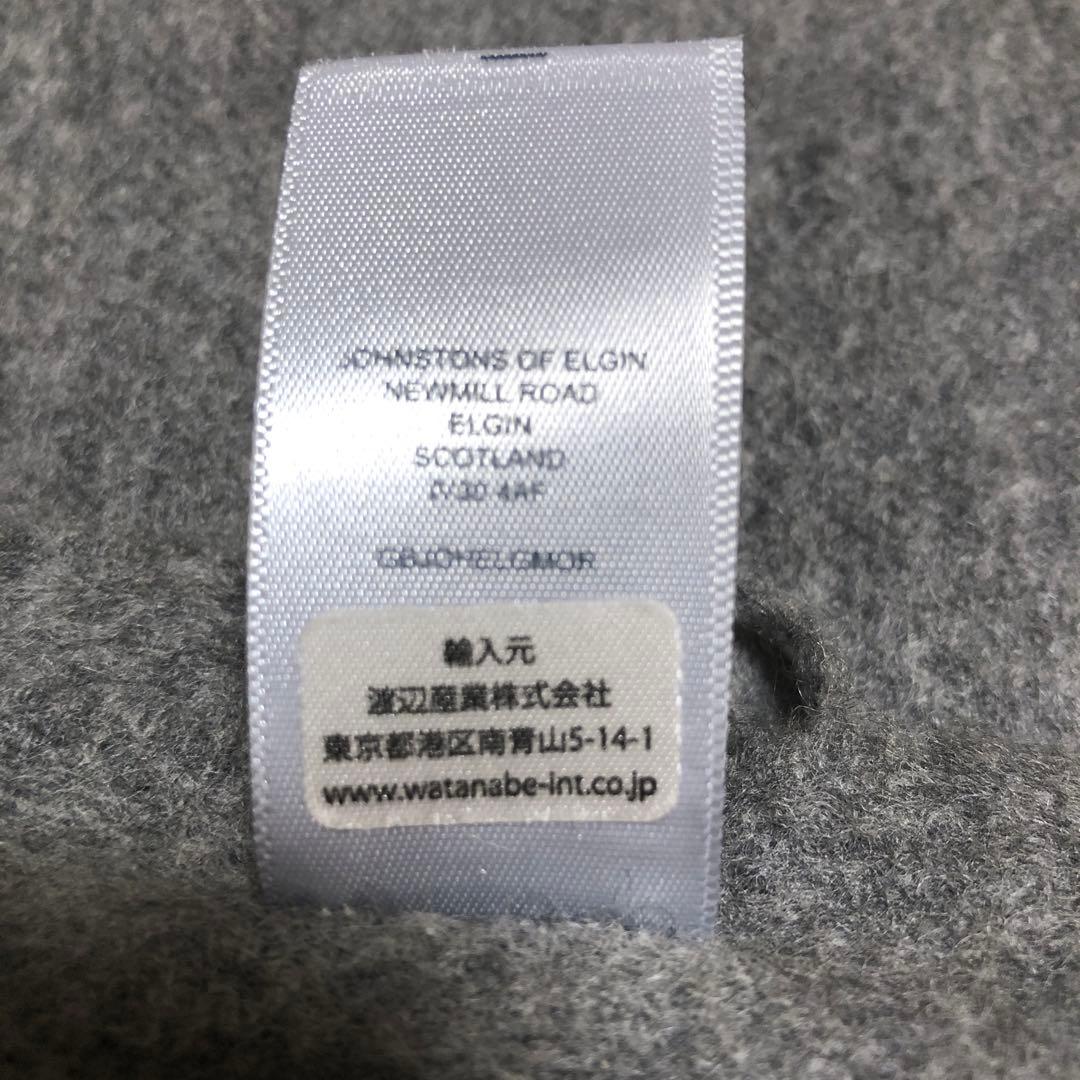 JOHNSTONS OF ELGIN
NEWMILL ROAD
ELGIN
SCOTLAND
IV30 4AF
GBJOHELGMOR
輸入元
渡辺産業株式会社
東京都港区南青山5-14-1
www.watanabe-int.co.jp